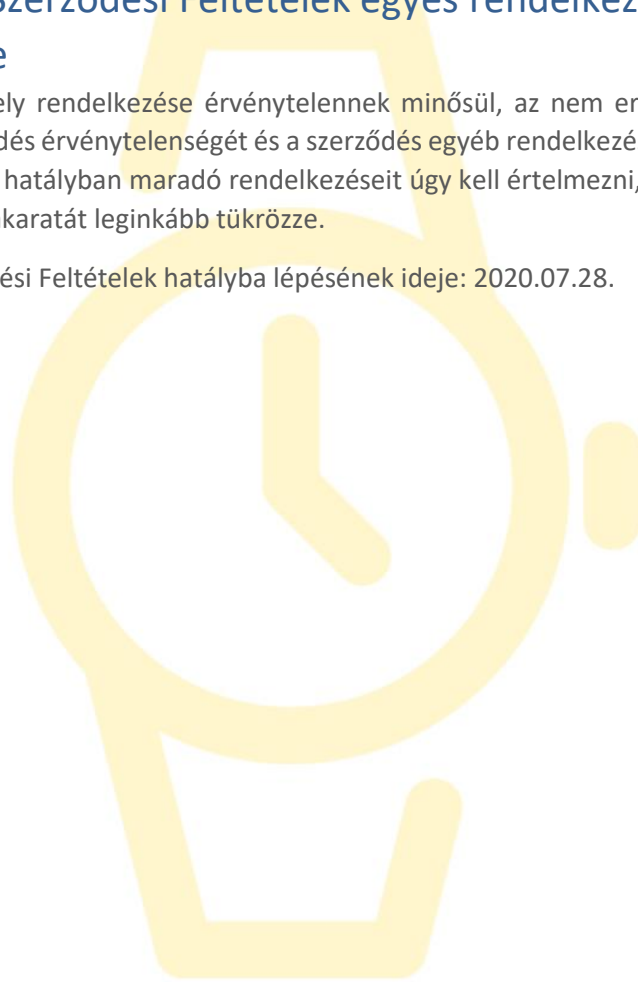 Szerződési Feltételek egyes rendelkez
e
ely rendelkezése érvénytelennek minősül, az nem er
dés érvénytelenségét és a szerződés egyéb rendelkezé
hatályban maradó rendelkezéseit úgy kell értelmezni,
karatát leginkább tükrözze.
ési Feltételek hatályba lépésének ideje: 2020.07.28.